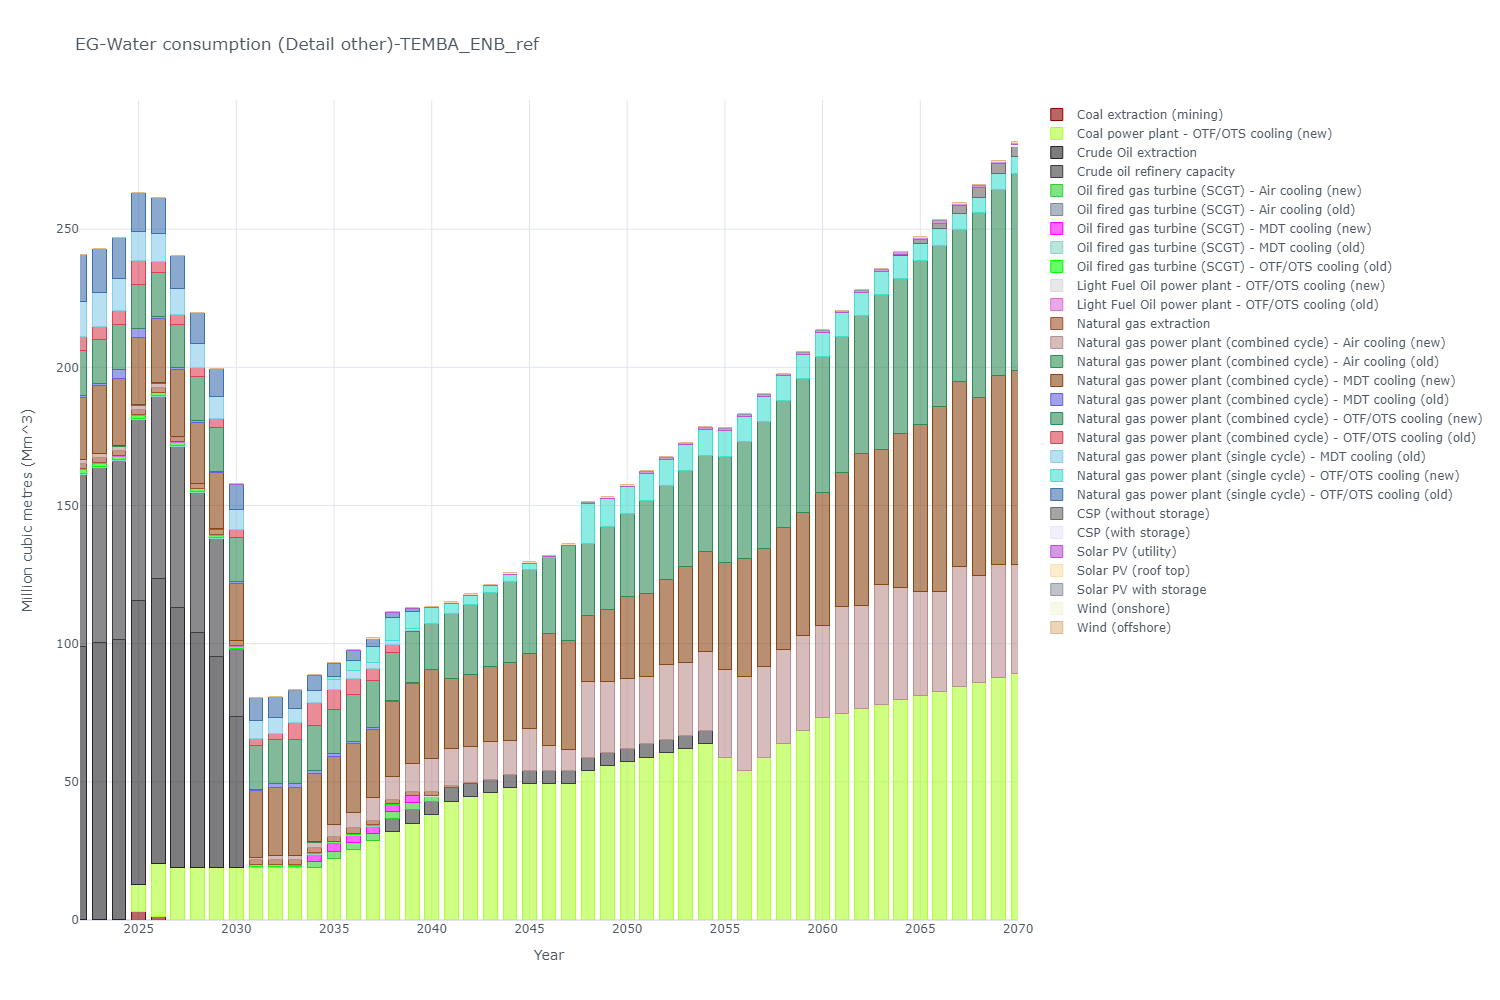 EG-Water consumption (Detail other)-TEMBA_ENB_ref
Million cubic metres (Mm^3)
250
200
150
100
50
0
2025
2030
2035
2040
2045
2050
2055
2060
2065
2070
Year
Coal extraction (mining)
Coal power plant - OTF/OTS cooling (new)
Crude Oil extraction
Crude oil refinery capacity
Oil fired gas turbine (SCGT) - Air cooling (new)
Oil fired gas turbine (SCGT) - Air cooling (old)
Oil fired gas turbine (SCGT) - MDT cooling (new)
Oil fired gas turbine (SCGT) - MDT cooling (old)
Oil fired gas turbine (SCGT) - OTF/OTS cooling (old)
Light Fuel Oil power plant - OTF/OTS cooling (new)
Light Fuel Oil power plant - OTF/OTS cooling (old)
Natural gas extraction
Natural gas power plant (combined cycle) - Air cooling (new)
Natural gas power plant (combined cycle) - Air cooling (old)
Natural gas power plant (combined cycle) - MDT cooling (new)
Natural gas power plant (combined cycle) - MDT cooling (old)
Natural gas power plant (combined cycle) - OTF/OTS cooling (new)
Natural gas power plant (combined cycle) - OTF/OTS cooling (old)
Natural gas power plant (single cycle) - MDT cooling (old)
Natural gas power plant (single cycle) - OTF/OTS cooling (new)
Natural gas power plant (single cycle) - OTF/OTS cooling (old)
CSP (without storage)
CSP (with storage)
Solar PV (utility)
Solar PV (roof top)
Solar PV with storage
Wind (onshore)
Wind (offshore)